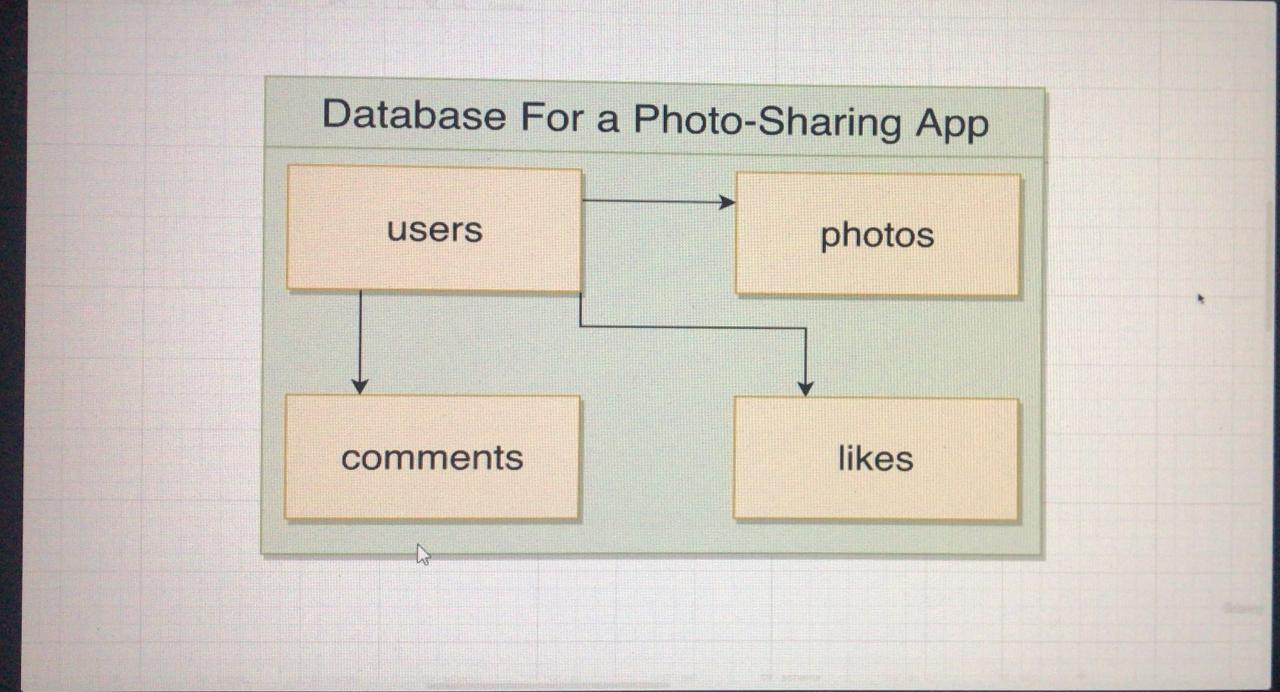 Database For a Photo-Sharing App
users
photos
comments
likes